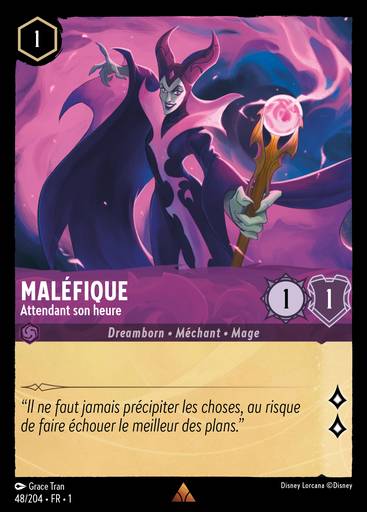 1
MALÉFIQUE
Attendant son heure
1
1
Dreamborn • Méchant • Mage
“Il ne faut jamais précipiter les choses, au risque
de faire échouer le meilleur des plans.”
Grace Tran
Disney Lorcana ©Disney
48/204 • FR • 1